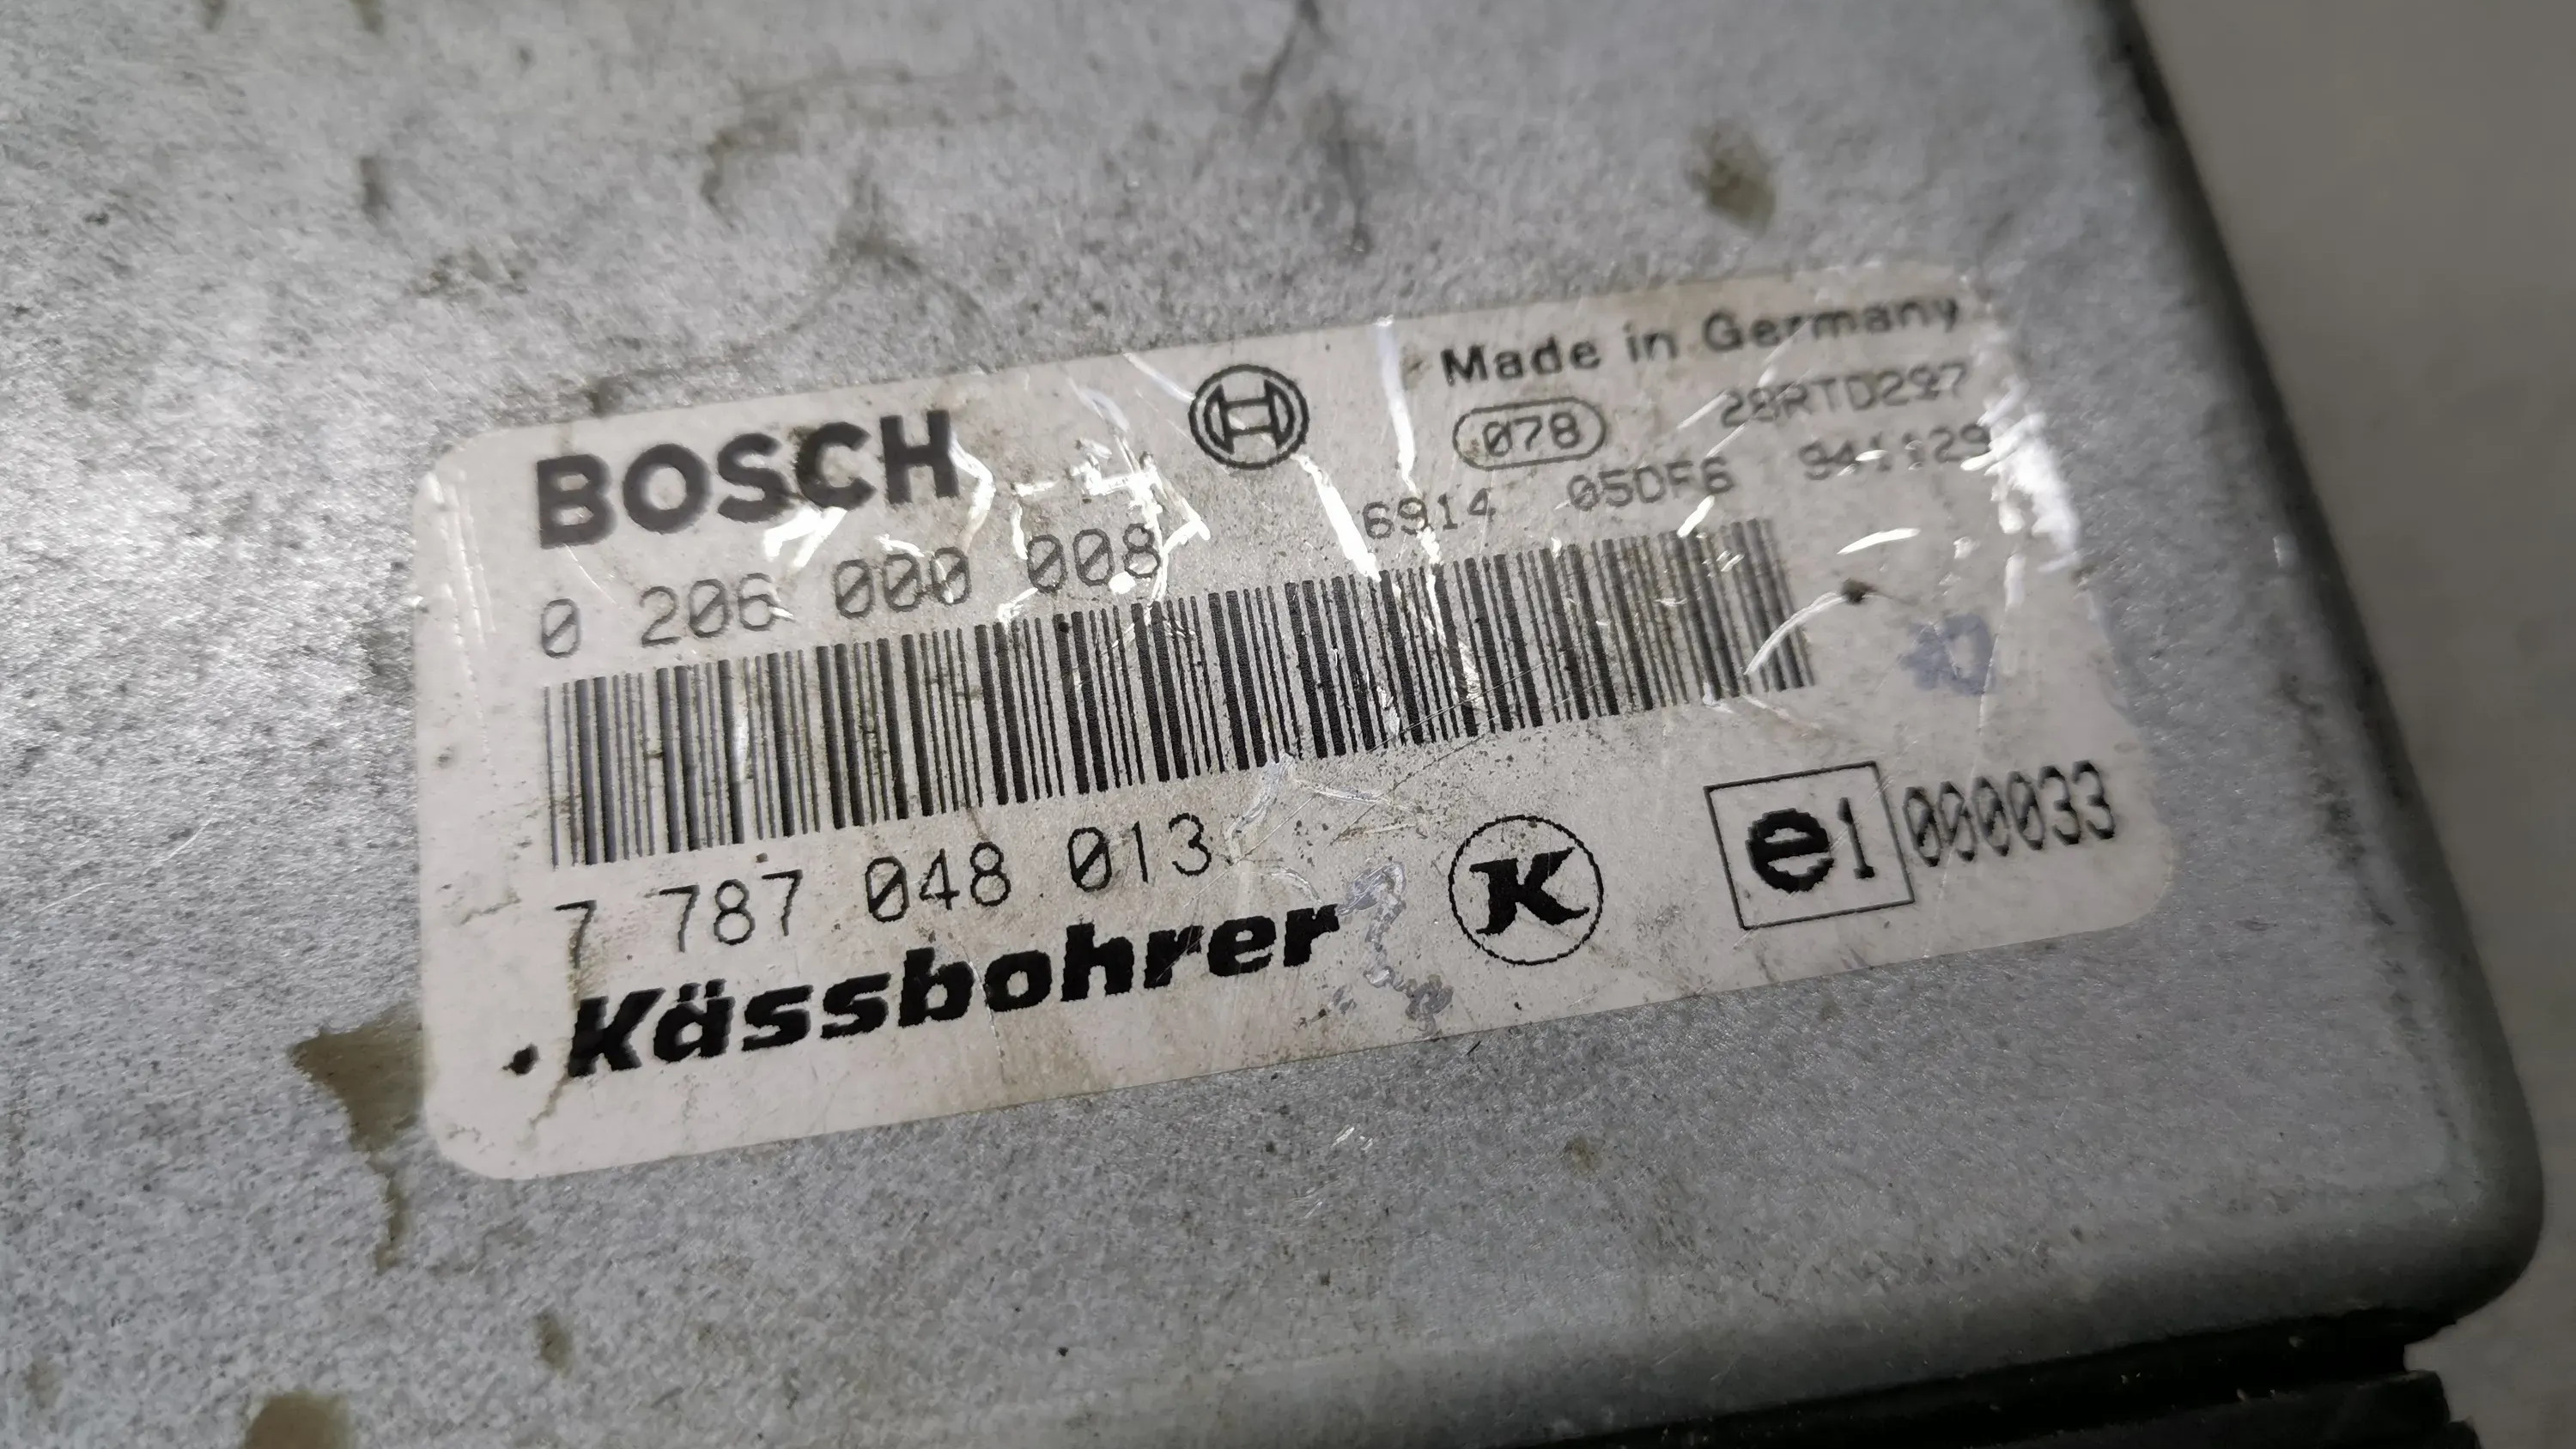 BOSCH
Made in Germany
078 28RTD297
0 206 000 008 6914 05DF6 941129
7 787 048 013
Kässbohrer K e1 000033